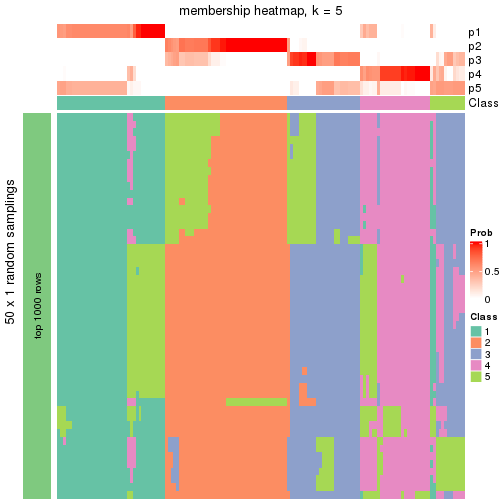 membership heatmap, k = 5
p1
p2
p3
p4
p5
Class
50 x 1 random samplings
top 1000 rows
Prob
1
0.5
0
Class
1
2
3
4
5